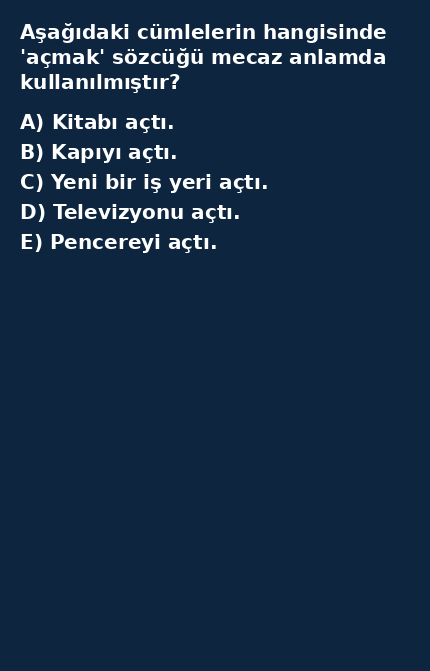 Aşağıdaki cümlelerin hangisinde
'açmak' sözcüğü mecaz anlamda
kullanılmıştır?
A) Kitabı açtı.
B) Kapıyı açtı.
C) Yeni bir iş yeri açtı.
D) Televizyonu açtı.
E) Pencereyi açtı.